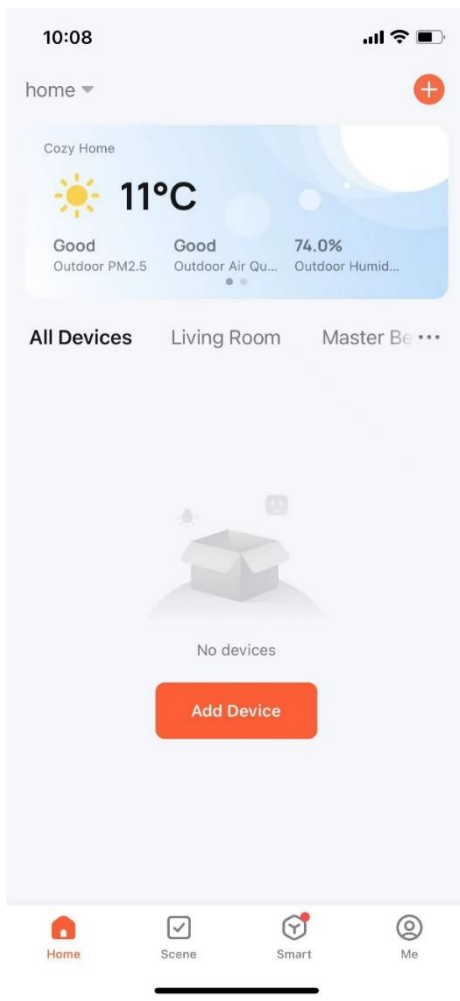 10:08
home
Cozy Home
11°C
Good Good 74.0%
Outdoor PM2.5 Outdoor Air Qu... Outdoor Humid...
All Devices Living Room Master Be
No devices
Add Device
Home Scene Smart Me